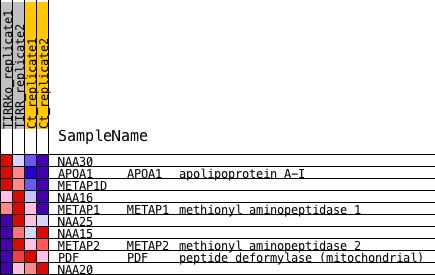 TIRRko_replicate1
TIRR_replicate2
Ct_replicate1
Ct_replicate2
SampleName
NAA30
APOA1 APOA1 apolipoprotein A-I
METAP1D
NAA16
METAP1 METAP1 methionyl aminopeptidase 1
NAA25
NAA15
METAP2 METAP2 methionyl aminopeptidase 2
PDF PDF peptide deformylase (mitochondrial)
NAA20